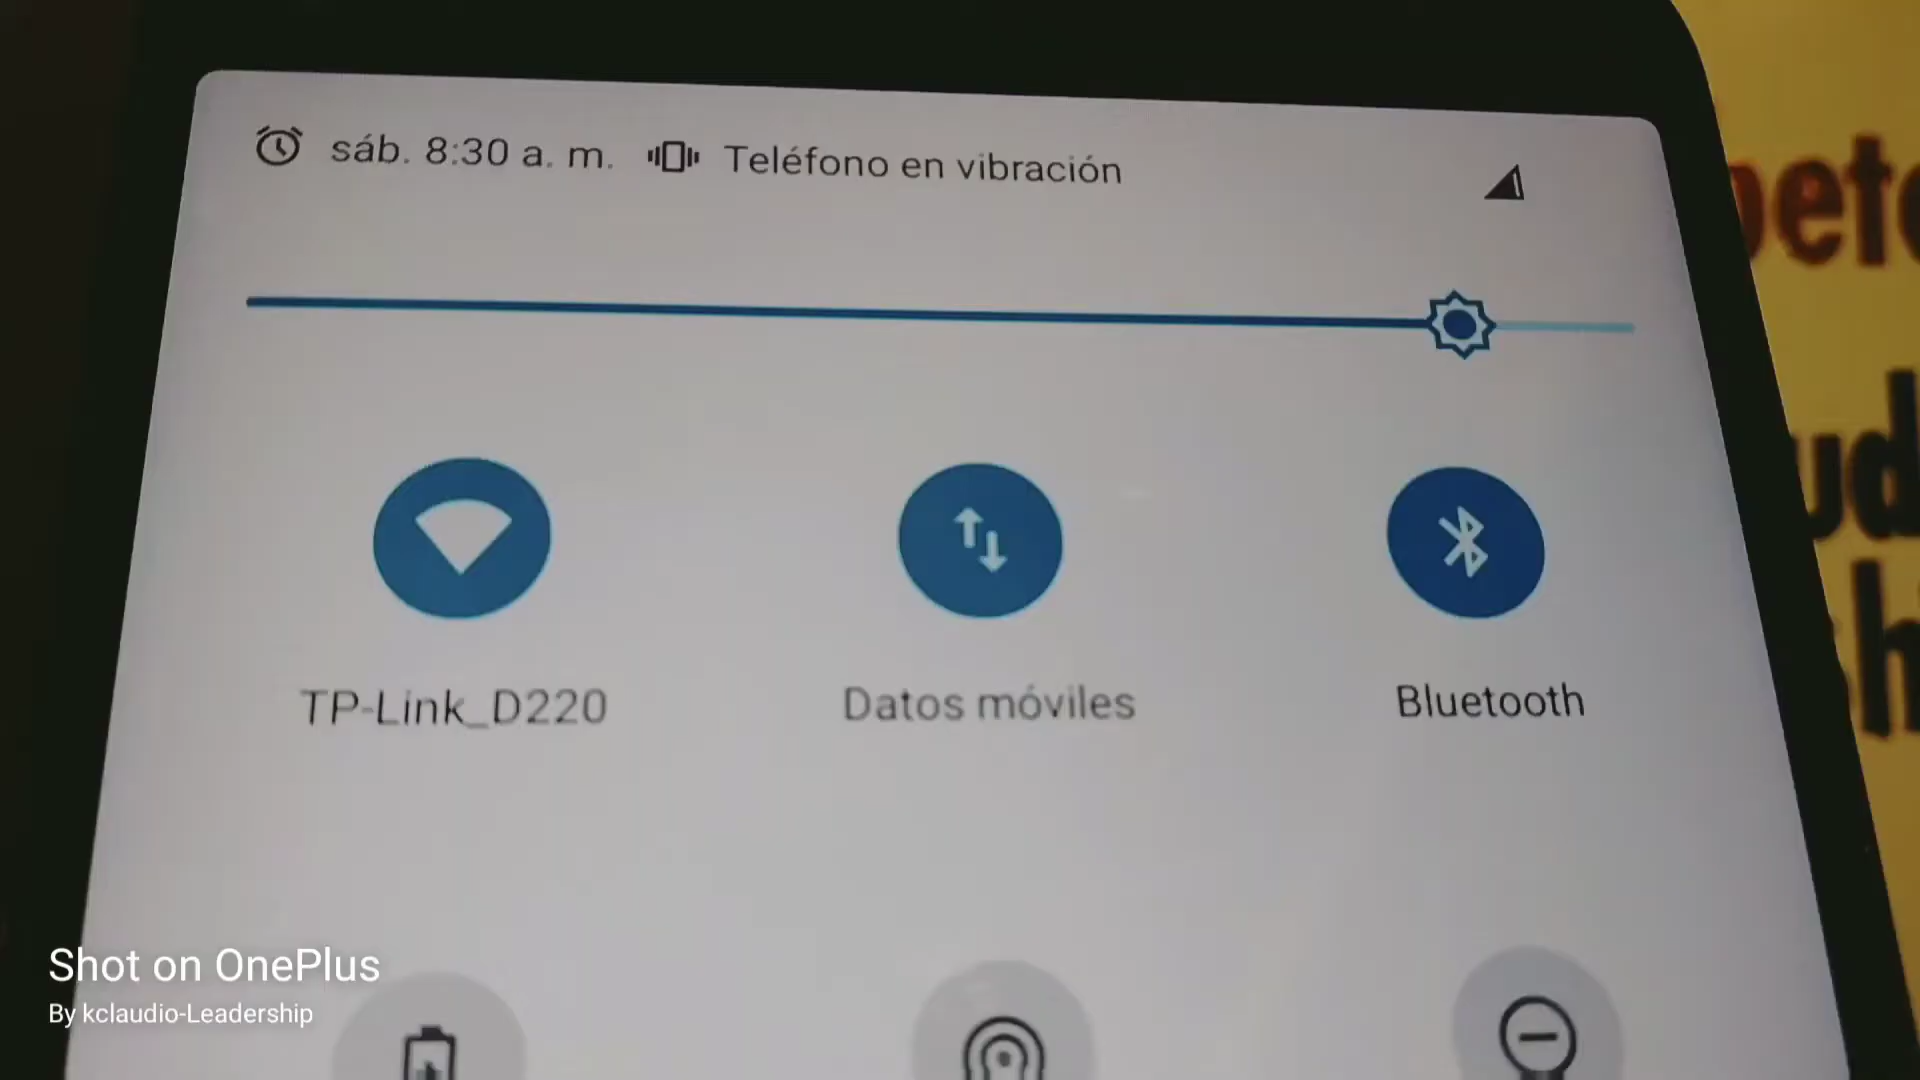 sáb. 8:30 a. m. Teléfono en vibración
TP-Link_D220 Datos móviles Bluetooth
Shot on OnePlus
By kclaudio-Leadership